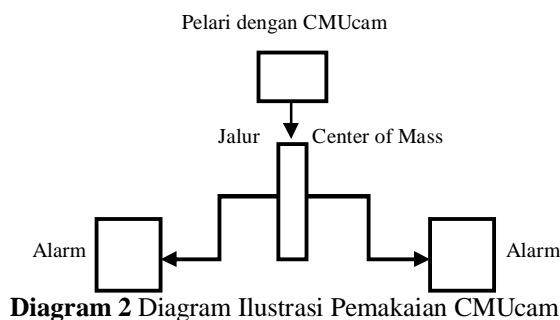 Pelari dengan CMUcam
Jalur Center of Mass
Alarm Alarm
Diagram 2 Diagram Ilustrasi Pemakaian CMUcam